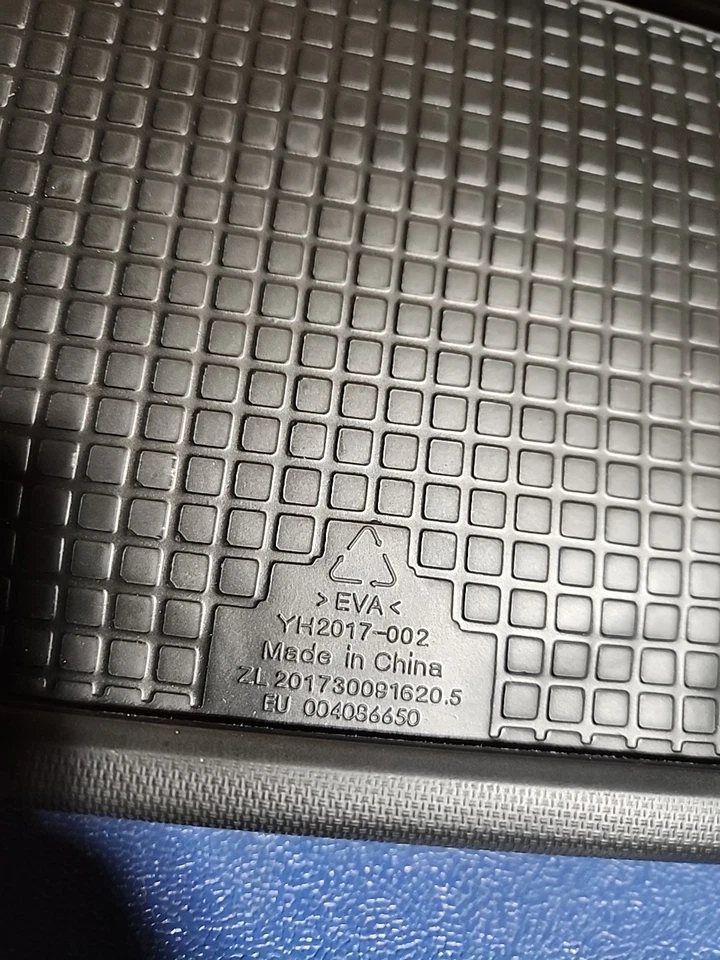 >EVA<
YH2017-002
Made in China
ZL 201730091620.5
EU 004086650